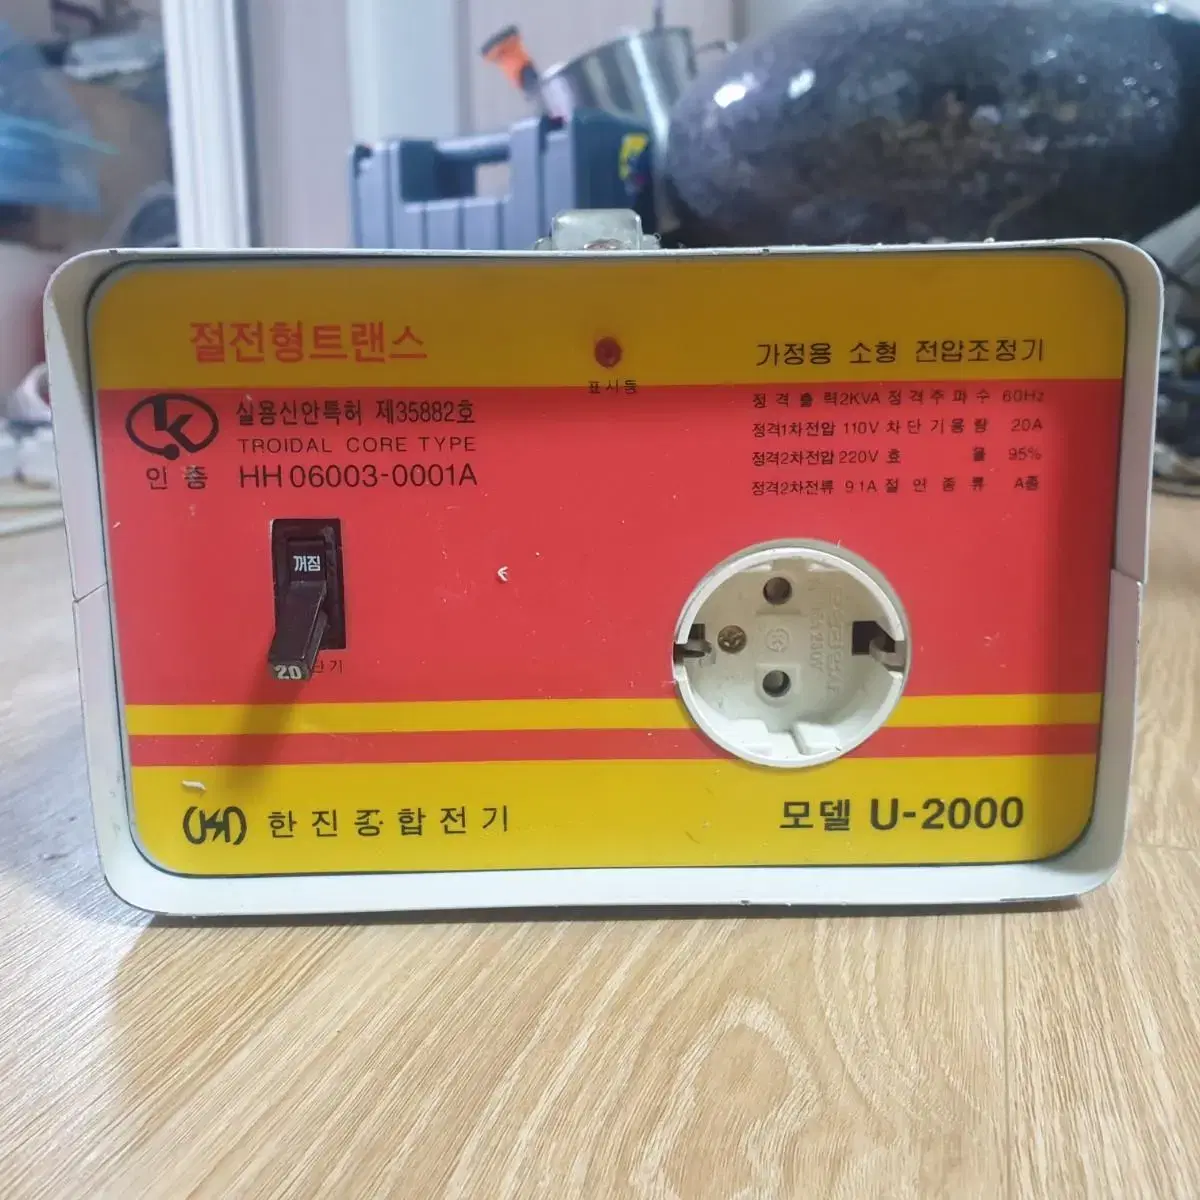 절전형트랜스
표시등
가정용 소형 전압조정기
실용신안특허 제35882호
TROIDAL CORE TYPE
인증 HH 06003-0001A
정격출력 2KVA 정격주파수 60Hz
정격1차전압 110V 차단기용량 20A
정격2차전압 220V 효율 95%
정격2차전류 9.1A 절연종류 A종
꺼짐
20
단기
250V
한진종합전기
모델 U-2000